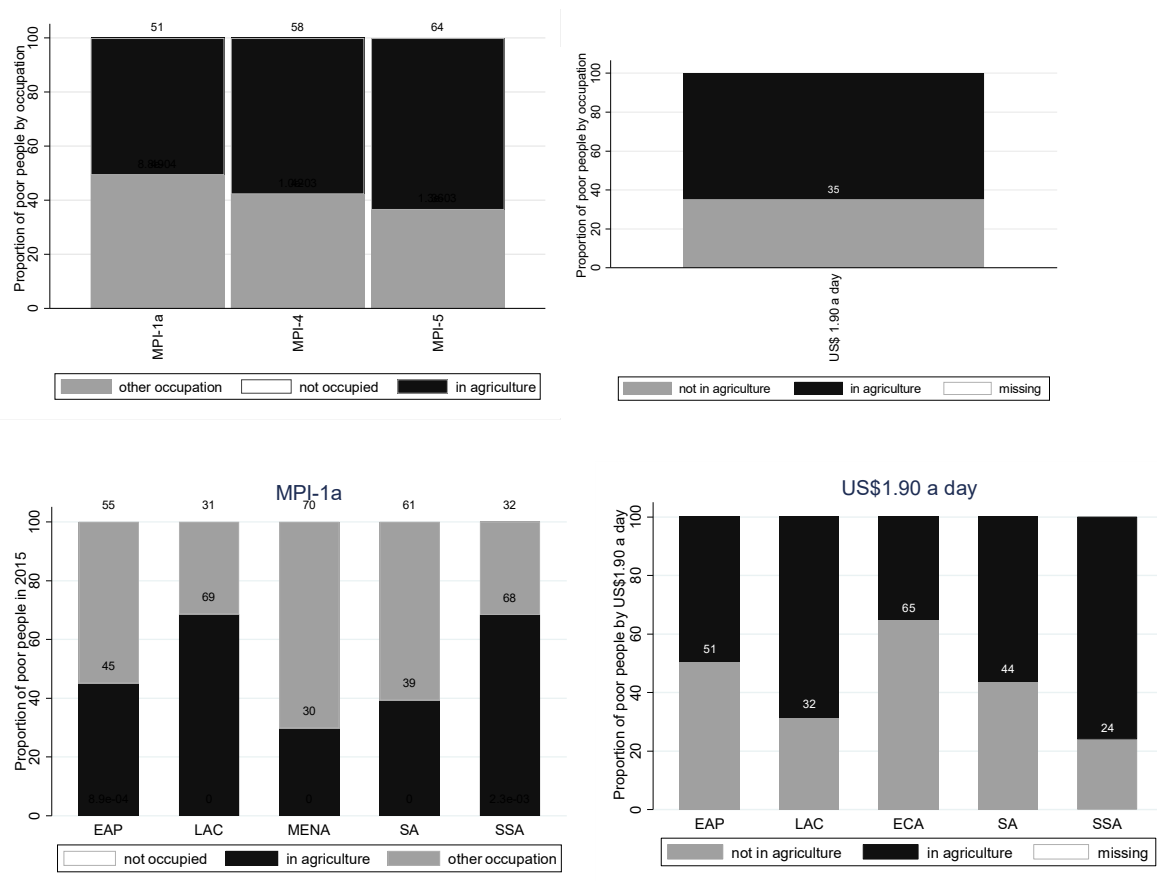 51 58 64
Proportion of poor people by occupation
100
80
60
40
20
0
MPI-1a
MPI-4
MPI-5
other occupation not occupied in agriculture
Proportion of poor people by occupation
100
80
60
40
35
20
0
US$ 1.90 a day
not in agriculture in agriculture missing
MPI-1a
55 31 70 61 32
Proportion of poor people in 2015
100
80
69 68
60
45
39
40
30
20
6.9e-04 0 0 0 2.3e-03
0
EAP LAC MENA SA SSA
not occupied in agriculture other occupation
US$1.90 a day
Proportion of poor people by US$1.90 a day
100
80
65
60
51
44
40
32
24
20
0
EAP LAC ECA SA SSA
not in agriculture in agriculture missing